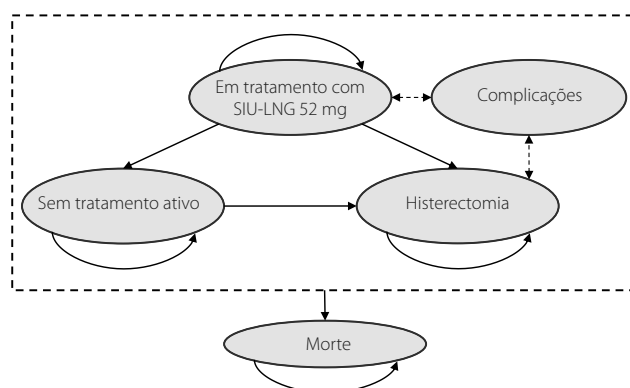 Em tratamento com
SIU-LNG 52 mg
Complicações
Sem tratamento ativo
Histerectomia
Morte